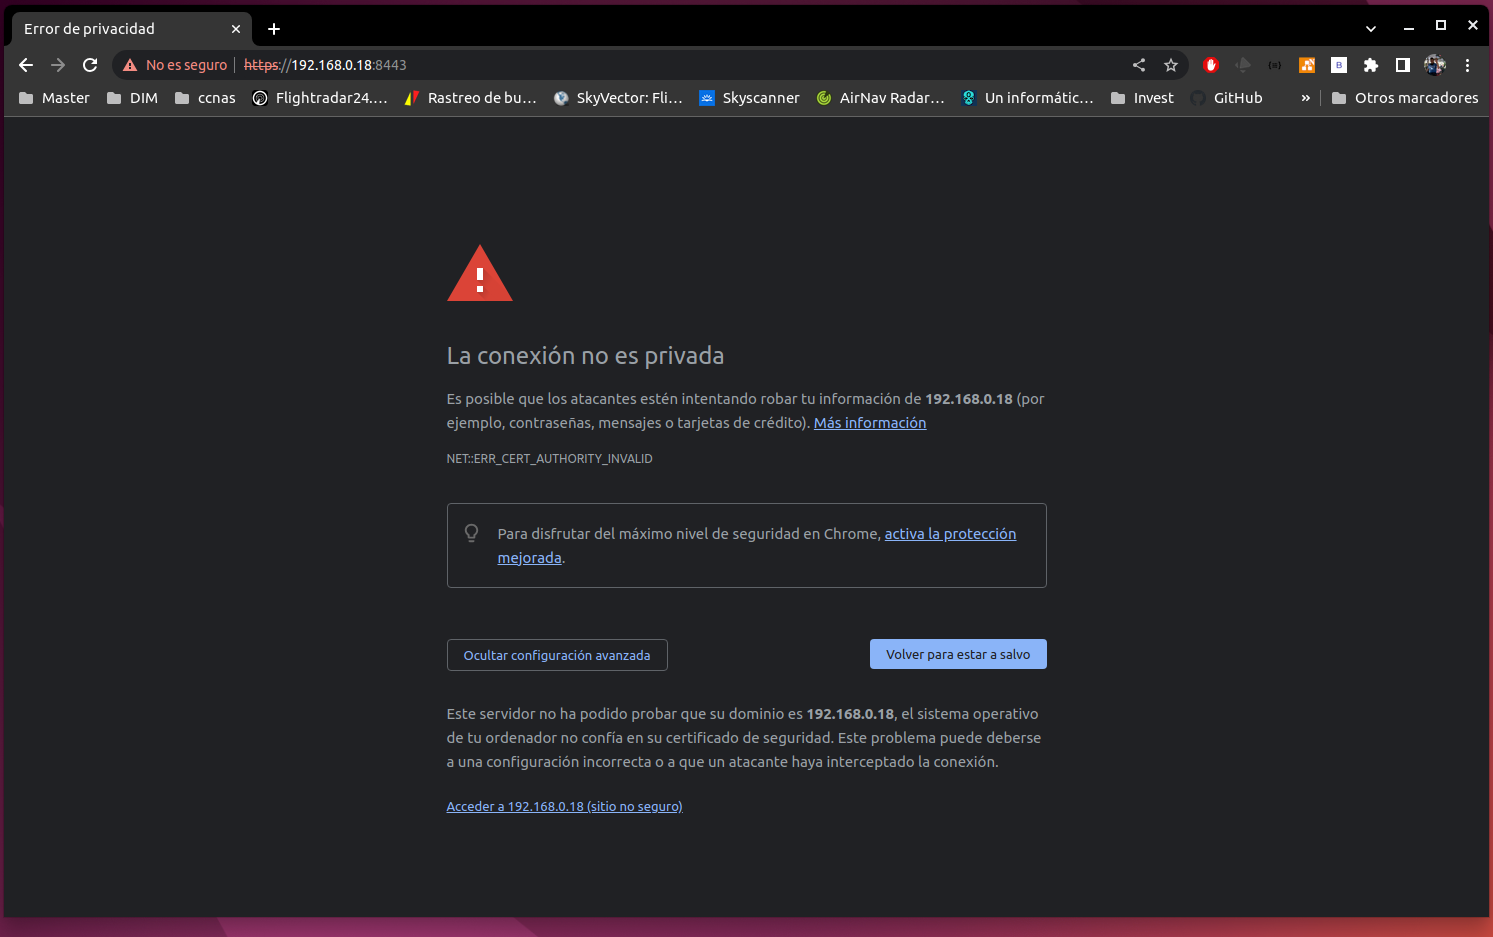 Error de privacidad
No es seguro https://192.168.0.18:8443
Master DIM ccnas Flightradar24.... Rastreo de bu... SkyVector: Fli... Skyscanner AirNav Radar... Un informátic... Invest GitHub » Otros marcadores
La conexión no es privada
Es posible que los atacantes estén intentando robar tu información de 192.168.0.18 (por
ejemplo, contraseñas, mensajes o tarjetas de crédito). Más información
NET::ERR_CERT_AUTHORITY_INVALID
Para disfrutar del máximo nivel de seguridad en Chrome, activa la protección
mejorada.
Ocultar configuración avanzada Volver para estar a salvo
Este servidor no ha podido probar que su dominio es 192.168.0.18, el sistema operativo
de tu ordenador no confía en su certificado de seguridad. Este problema puede deberse
a una configuración incorrecta o a que un atacante haya interceptado la conexión.
Acceder a 192.168.0.18 (sitio no seguro)